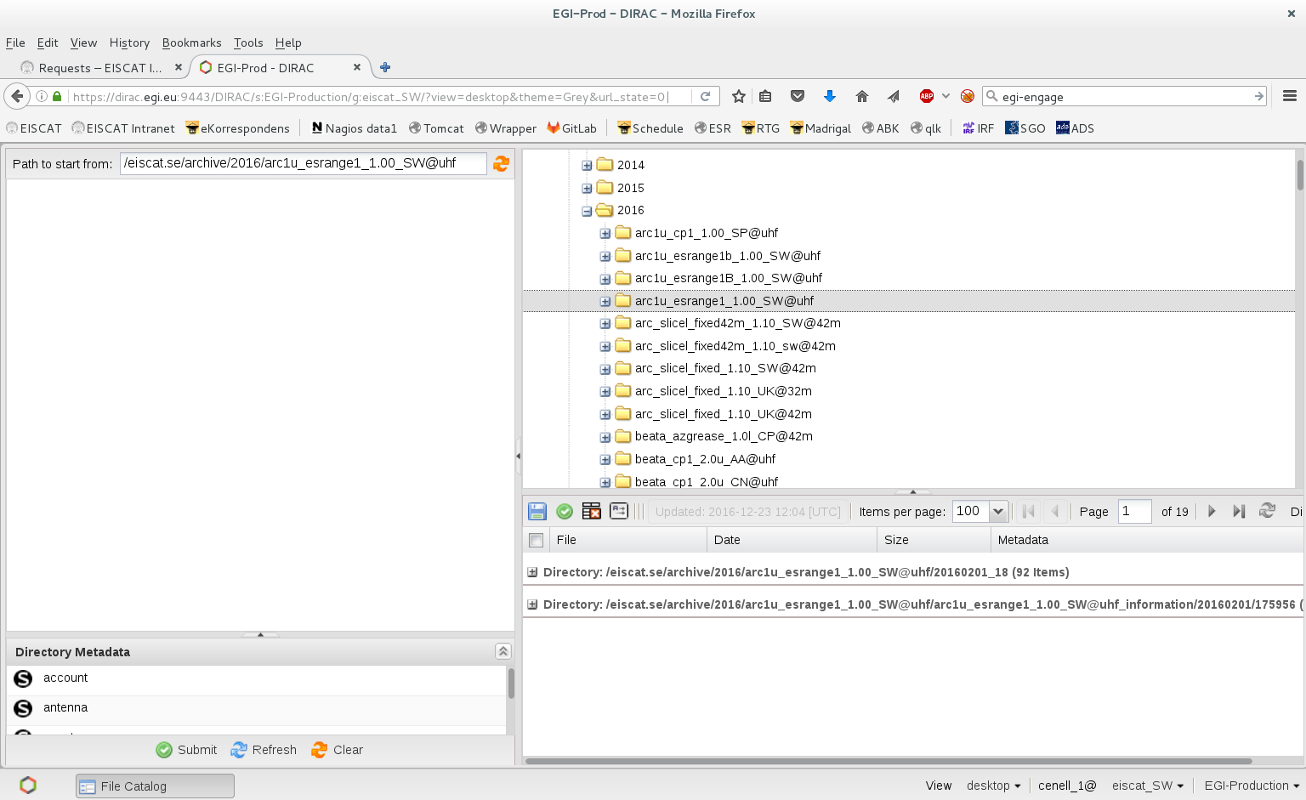 EGI-Prod - DIRAC - Mozilla Firefox
File Edit View History Bookmarks Tools Help
Requests – EISCAT I... EGI-Prod - DIRAC
https://dirac.egi.eu:9443/DIRAC/s:EGI-Production/g:eiscat_SW/?view=desktop&theme=Grey&url_state=0| ABP egi-engage
EISCAT EISCAT Intranet eKorrespondens Nagios data1 Tomcat Wrapper GitLab Schedule ESR RTG Madrigal ABK qlk IRF SGO ADS
Path to start from: /eiscat.se/archive/2016/arc1u_esrange1_1.00_SW@uhf
2014
2015
2016
arc1u_cp1_1.00_SP@uhf
arc1u_esrange1b_1.00_SW@uhf
arc1u_esrange1B_1.00_SW@uhf
arc1u_esrange1_1.00_SW@uhf
arc_slicel_fixed42m_1.10_SW@42m
arc_slicel_fixed42m_1.10_sw@42m
arc_slicel_fixed_1.10_SW@42m
arc_slicel_fixed_1.10_UK@32m
arc_slicel_fixed_1.10_UK@42m
beata_azgrease_1.0l_CP@42m
beata_cp1_2.0u_AA@uhf
beata_cp1_2.0u_CN@uhf
Updated: 2016-12-23 12:04 [UTC] Items per page: 100 Page 1 of 19 Di
File Date Size Metadata
Directory: /eiscat.se/archive/2016/arc1u_esrange1_1.00_SW@uhf/20160201_18 (92 Items)
Directory: /eiscat.se/archive/2016/arc1u_esrange1_1.00_SW@uhf/arc1u_esrange1_1.00_SW@uhf_information/20160201/175956 (
Directory Metadata
S account
S antenna
Submit Refresh Clear
File Catalog View desktop cenell_1@ eiscat_SW EGI-Production